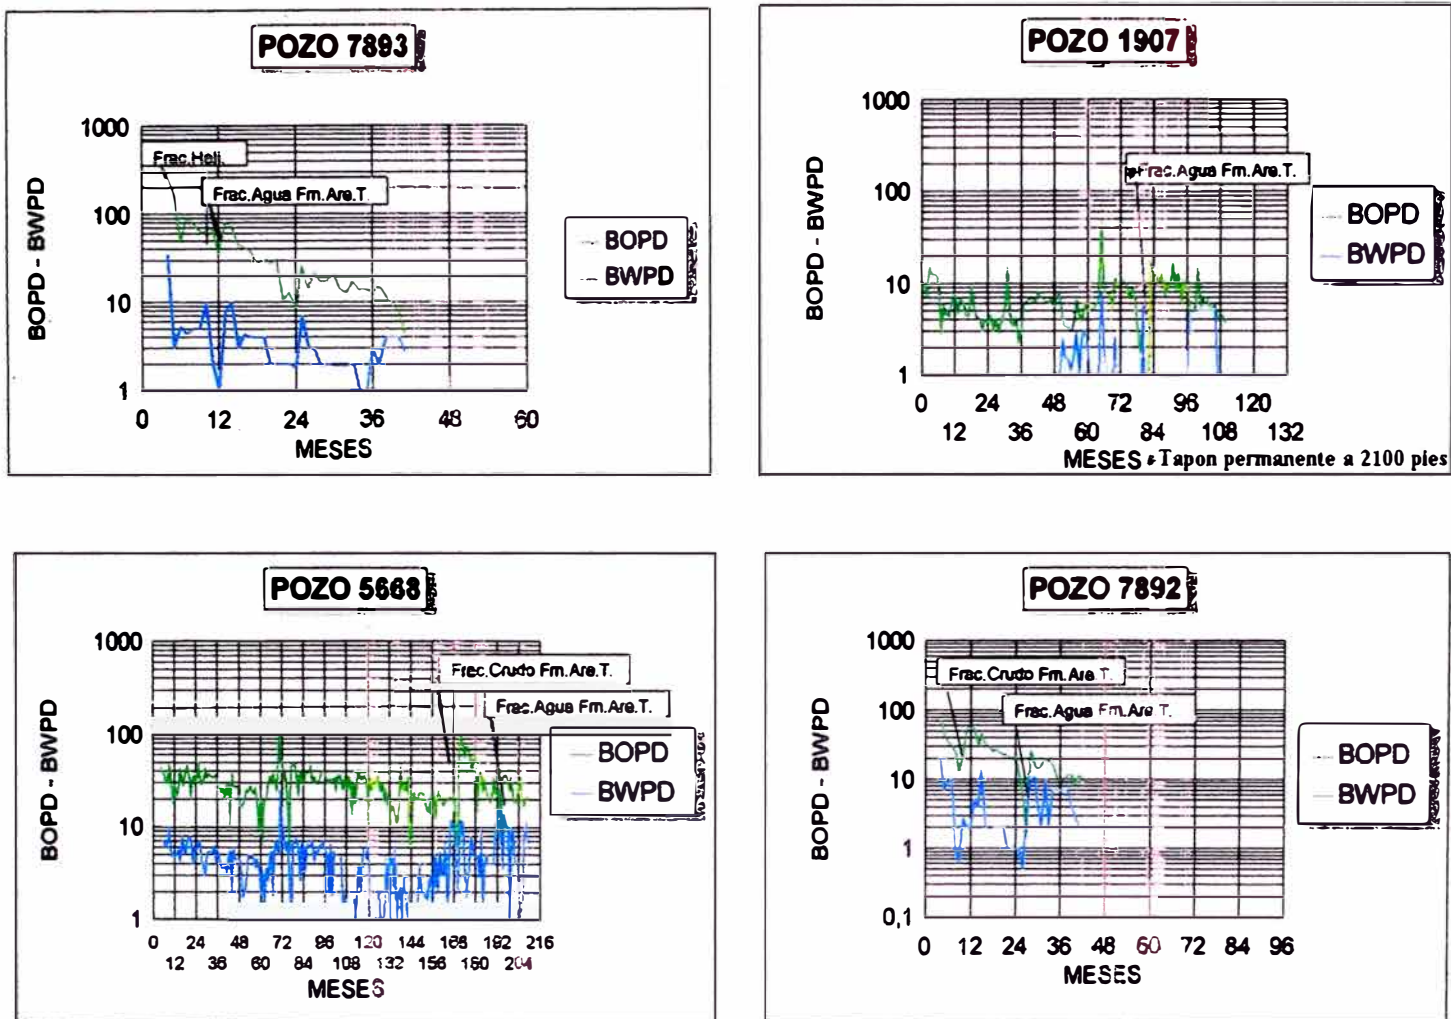 POZO 7893
1000
100
10
1
BOPD - BWPD
Frac.Heli.
Frac.Agua Fm.Are.T.
0 12 24 36 48 60
MESES
BOPD
BWPD
POZO 1907
1000
100
10
1
BOPD - BWPD
Frac.Agua Fm.Are.T.
0 24 48 72 96 120
12 36 60 84 108 132
MESES *Tapon permanente a 2100 pies
BOPD
BWPD
POZO 5668
1000
100
10
1
BOPD - BWPD
Frec.Crudo Fm.Are.T.
Frec.Agua Fm.Are.T.
0 24 48 72 96 120 144 168 192 216
12 36 60 84 108 132 156 180 204
MESES
BOPD
BWPD
POZO 7892
1000
100
10
1
0,1
BOPD - BWPD
Frac.Crudo Fm.Are.T.
Frac.Agua Fm.Are.T.
0 12 24 36 48 60 72 84 96
MESES
BOPD
BWPD